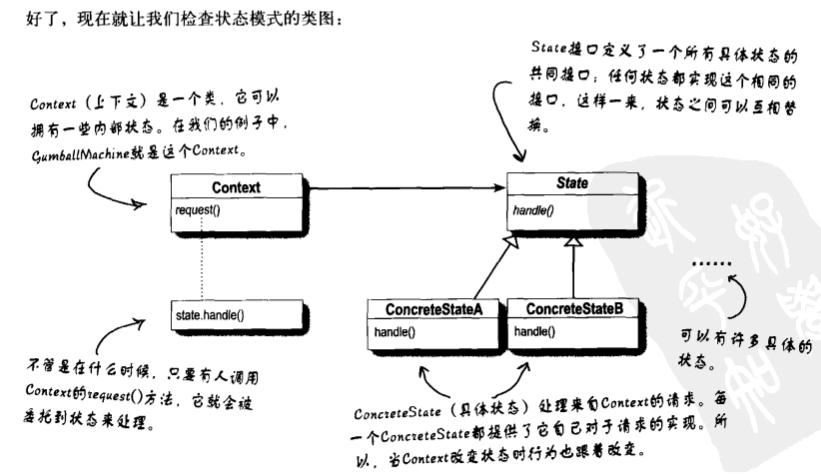 好了，现在就让我们检查状态模式的类图：
State接口定义了一个所有具体状态的
共同接口；任何状态都实现这个相同的
接口，这样一来，状态之间可以互相替
换。
Context（上下文）是一个类，它可以
拥有一些内部状态。在我们的例子中，
GumballMachine就是这个Context。
Context
request()
State
handle()
state.handle()
ConcreteStateA
handle()
ConcreteStateB
handle()
......
可以有许多具体的
状态。
不管是在什么时候，只要有人调用
Context的request()方法，它就会被
委托到状态来处理。
ConcreteState（具体状态）处理来自Context的请求。每
一个ConcreteState都提供了它自己对于请求的实现。所
以，当Context改变状态时行为也跟着改变。